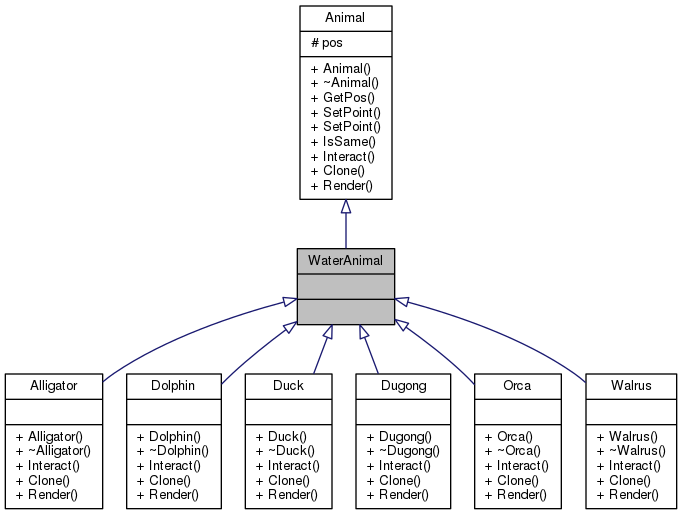 Animal
# pos
+ Animal()
+ ~Animal()
+ GetPos()
+ SetPoint()
+ SetPoint()
+ IsSame()
+ Interact()
+ Clone()
+ Render()
WaterAnimal
Alligator
+ Alligator()
+ ~Alligator()
+ Interact()
+ Clone()
+ Render()
Dolphin
+ Dolphin()
+ ~Dolphin()
+ Interact()
+ Clone()
+ Render()
Duck
+ Duck()
+ ~Duck()
+ Interact()
+ Clone()
+ Render()
Dugong
+ Dugong()
+ ~Dugong()
+ Interact()
+ Clone()
+ Render()
Orca
+ Orca()
+ ~Orca()
+ Interact()
+ Clone()
+ Render()
Walrus
+ Walrus()
+ ~Walrus()
+ Interact()
+ Clone()
+ Render()